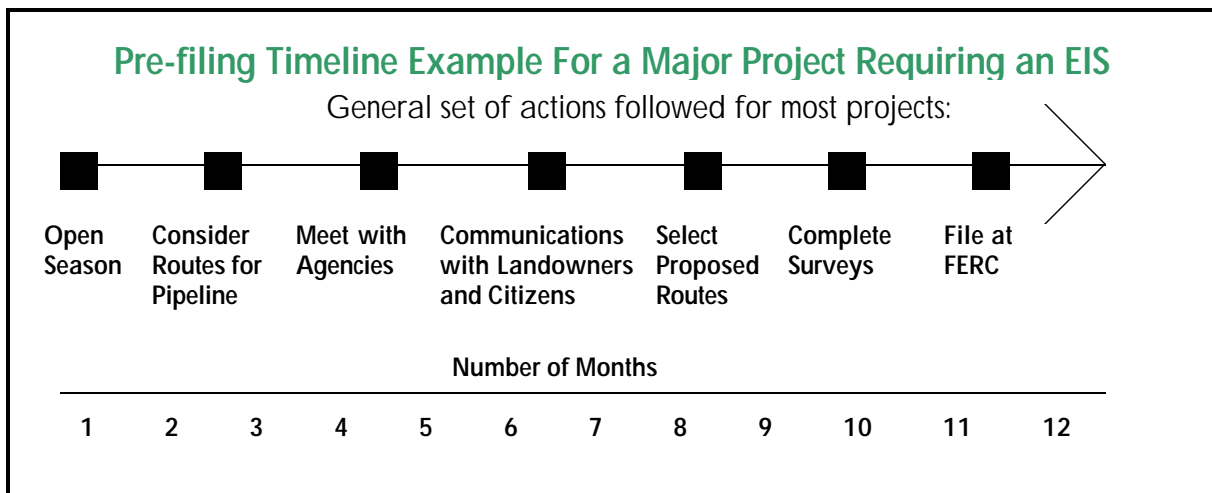 Pre-filing Timeline Example For a Major Project Requiring an EIS
General set of actions followed for most projects:
Open
Season
Consider
Routes for
Pipeline
Meet with
Agencies
Communications
with Landowners
and Citizens
Select
Proposed
Routes
Complete
Surveys
File at
FERC
Number of Months
1 2 3 4 5 6 7 8 9 10 11 12